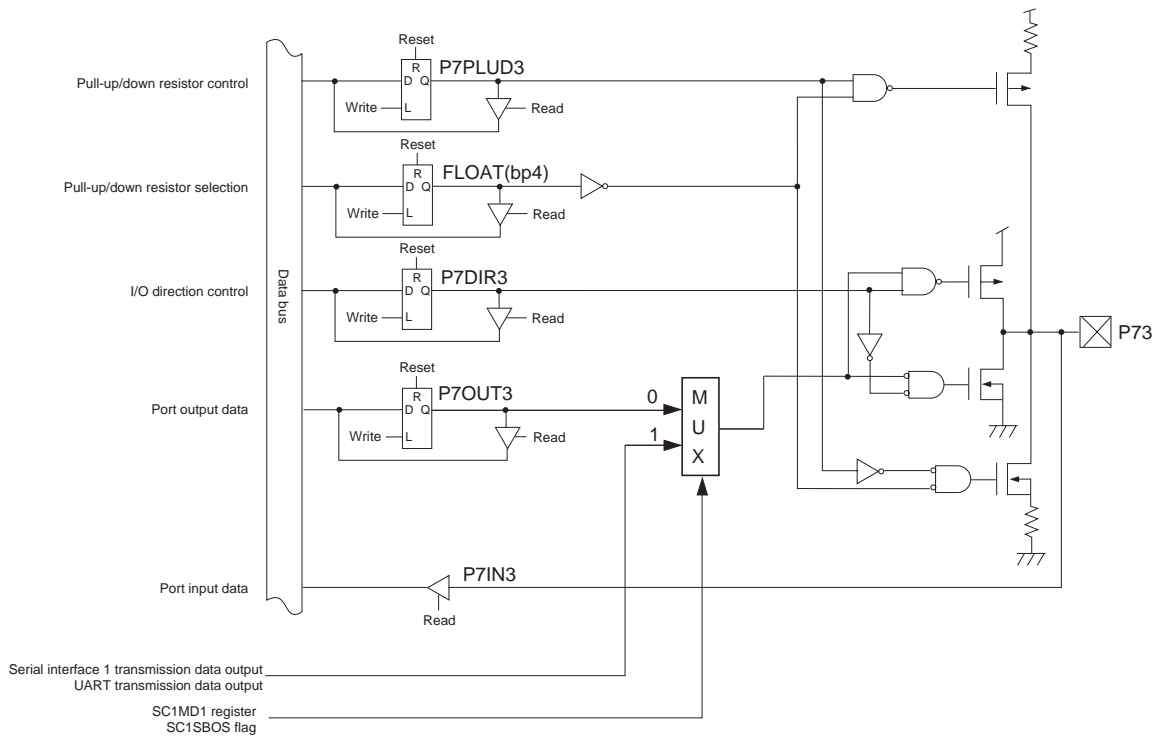 Reset
Pull-up/down resistor control
R
D Q
L
P7PLUD3
Write
Read
Reset
Pull-up/down resistor selection
R
D Q
L
FLOAT(bp4)
Write
Read
Reset
I/O direction control
R
D Q
L
P7DIR3
Write
Read
Data bus
P73
Reset
Port output data
R
D Q
L
P7OUT3
Write
Read
0
1
M
U
X
Port input data
P7IN3
Read
Serial interface 1 transmission data output
UART transmission data output
SC1MD1 register
SC1SBOS flag